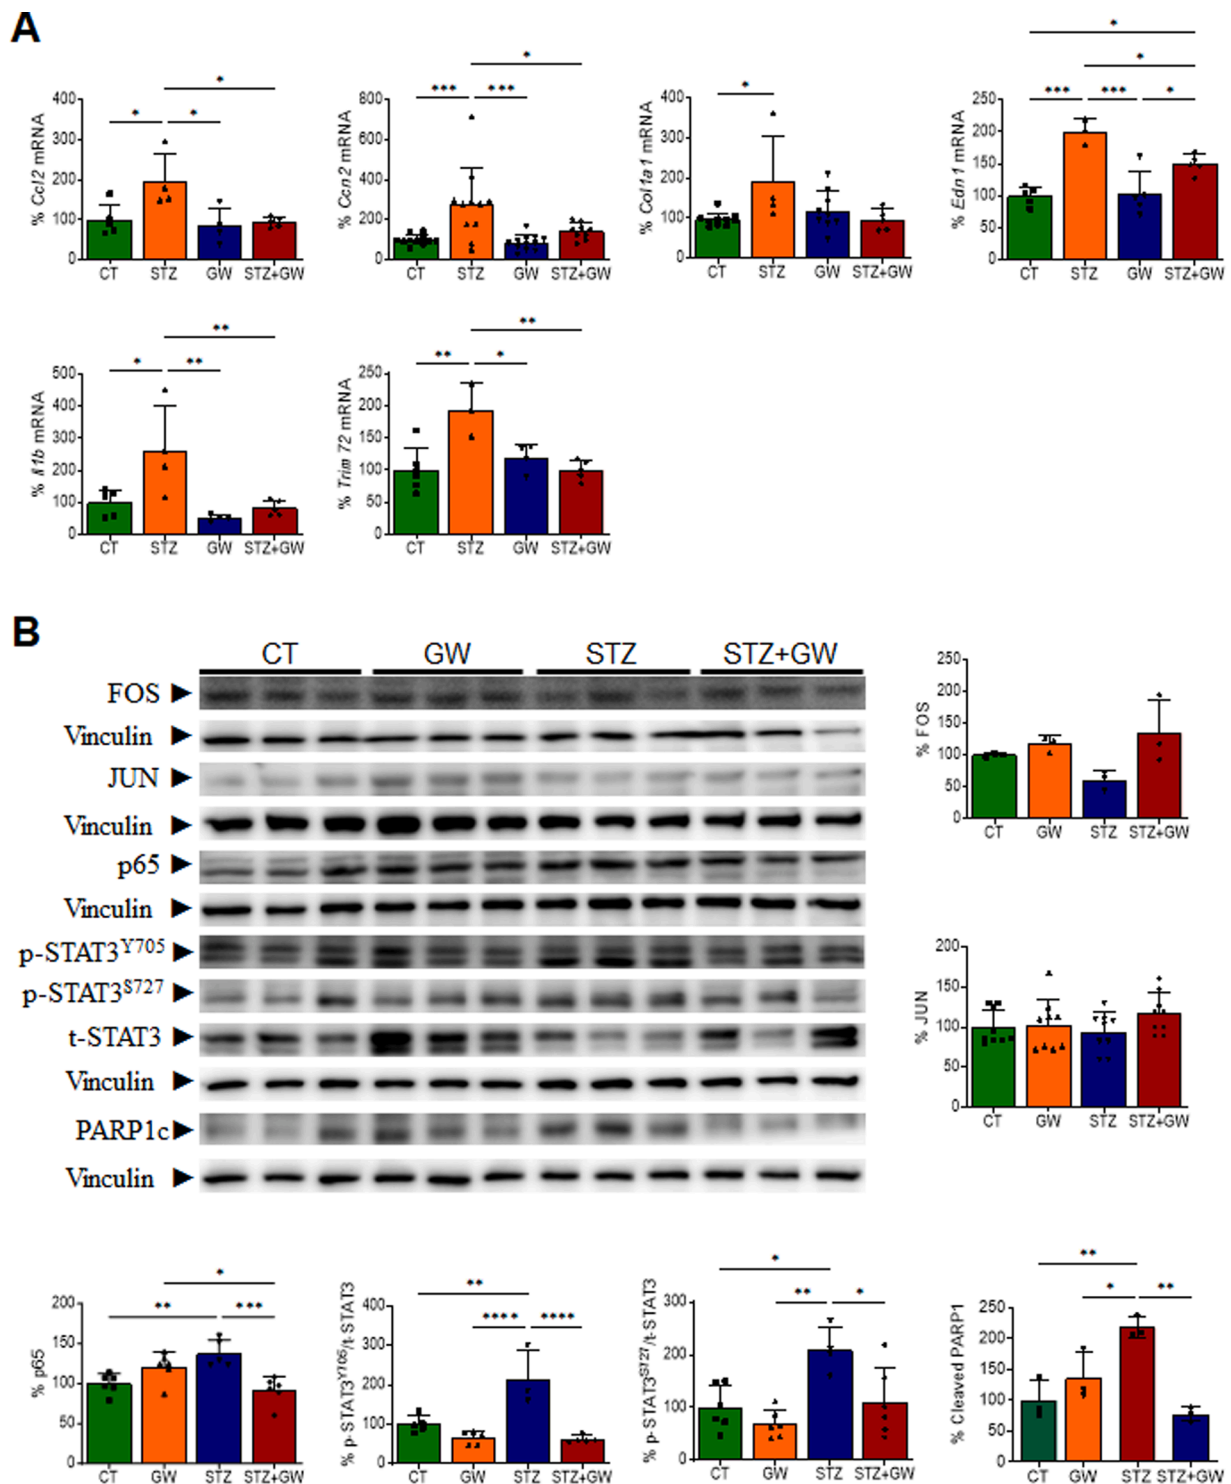 A
* * *
% Ccl2 mRNA
400
300
200
100
0
CT STZ GW STZ+GW
* *** ***
% Ccn2 mRNA
800
600
400
200
0
CT STZ GW STZ+GW
*
% Col1a1 mRNA
400
300
200
100
0
CT STZ GW STZ+GW
* * *** *** *
% Edn1 mRNA
250
200
150
100
50
0
CT STZ GW STZ+GW
** * **
% Il1b mRNA
500
400
300
200
100
0
CT STZ GW STZ+GW
** ** *
% Trim 72 mRNA
250
200
150
100
50
0
CT STZ GW STZ+GW
B
CT GW STZ STZ+GW
FOS
Vinculin
JUN
Vinculin
p65
Vinculin
p-STAT3Y705
p-STAT3S727
t-STAT3
Vinculin
PARP1c
Vinculin
% FOS
250
200
150
100
50
0
CT GW STZ STZ+GW
% JUN
200
150
100
50
0
CT GW STZ STZ+GW
* ** ***
% p65
200
150
100
50
0
CT GW STZ STZ+GW
** **** ****
% p-STAT3Y705/t-STAT3
400
300
200
100
0
CT GW STZ STZ+GW
* ** *
% p-STAT3S727/t-STAT3
300
200
100
0
CT GW STZ STZ+GW
** * **
% Cleaved PARP1
250
200
150
100
50
0
CT GW STZ STZ+GW